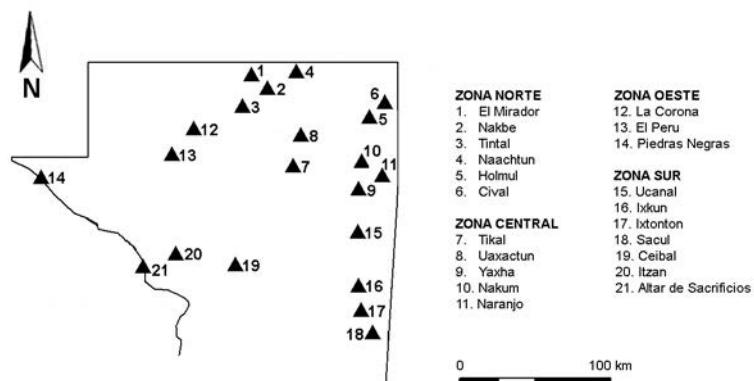 N
1
2
3
4
5
6
7
8
9
10
11
12
13
14
15
16
17
18
19
20
21
ZONA NORTE
1. El Mirador
2. Nakbe
3. Tintal
4. Naachtun
5. Holmul
6. Cival
ZONA CENTRAL
7. Tikal
8. Uaxactun
9. Yaxha
10. Nakum
11. Naranjo
ZONA OESTE
12. La Corona
13. El Peru
14. Piedras Negras
ZONA SUR
15. Ucanal
16. Ixkun
17. Ixtonton
18. Sacul
19. Ceibal
20. Itzan
21. Altar de Sacrificios
0 100 km